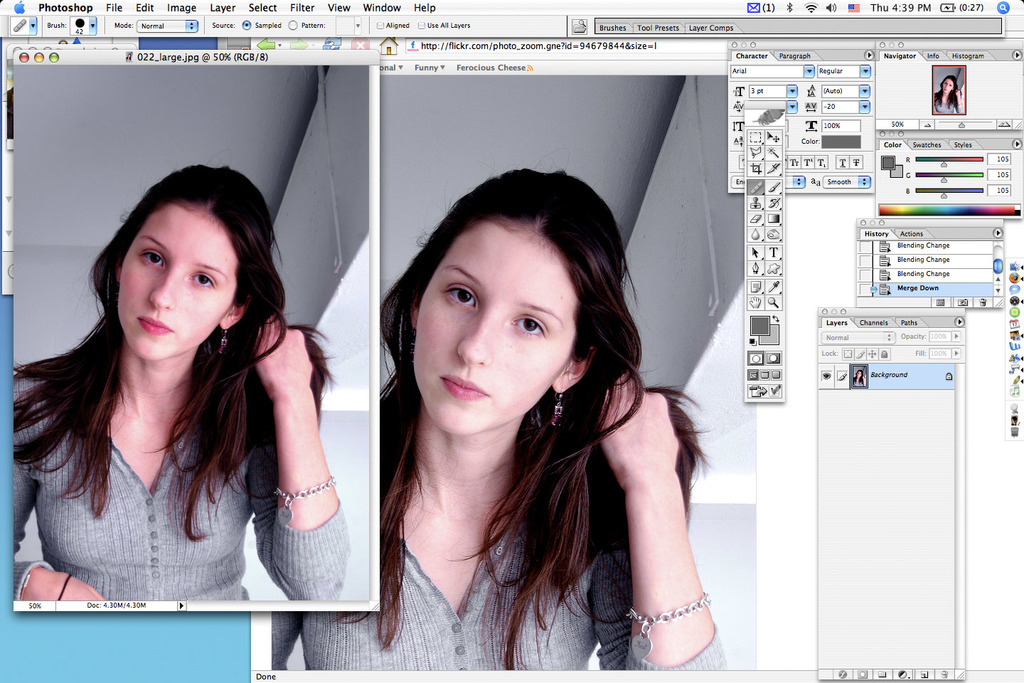 Photoshop File Edit Image Layer Select Filter View Window Help (1) Thu 4:39 PM (0:27)
Brush: 42 Mode: Normal Source: Sampled Pattern: Aligned Use All Layers Brushes Tool Presets Layer Comps
022_large.jpg @ 50% (RGB/8)
http://flickr.com/photo_zoom.gne?id=94679844&size=l
onal Funny Ferocious Cheese
Character Paragraph
Arial Regular
3 pt (Auto)
-20
100%
Color:
Smooth
Navigator Info Histogram
50%
Color Swatches Styles
R 105
G 105
B 105
History Actions
Blending Change
Blending Change
Blending Change
Merge Down
Layers Channels Paths
Normal Opacity: 100%
Lock: Fill: 100%
Background
50% Doc: 4.30M/4.30M
Done